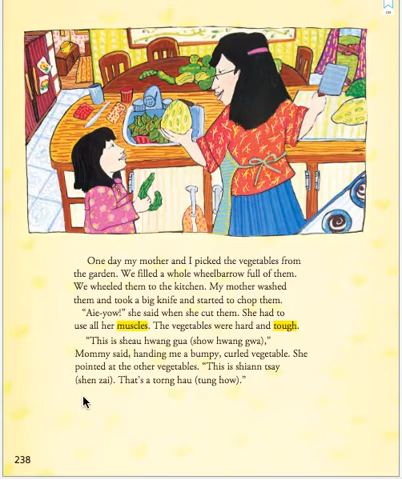 One day my mother and I picked the vegetables from
the garden. We filled a whole wheelbarrow full of them.
We wheeled them to the kitchen. My mother washed
them and took a big knife and started to chop them.
“Aie-yow!” she said when she cut them. She had to
use all her muscles. The vegetables were hard and tough.
“This is sheau hwang gua (show hwang gwa),”
Mommy said, handing me a bumpy, curled vegetable. She
pointed at the other vegetables. “This is shiann tsay
(shen zai). That’s a torng hau (tung how).”
238